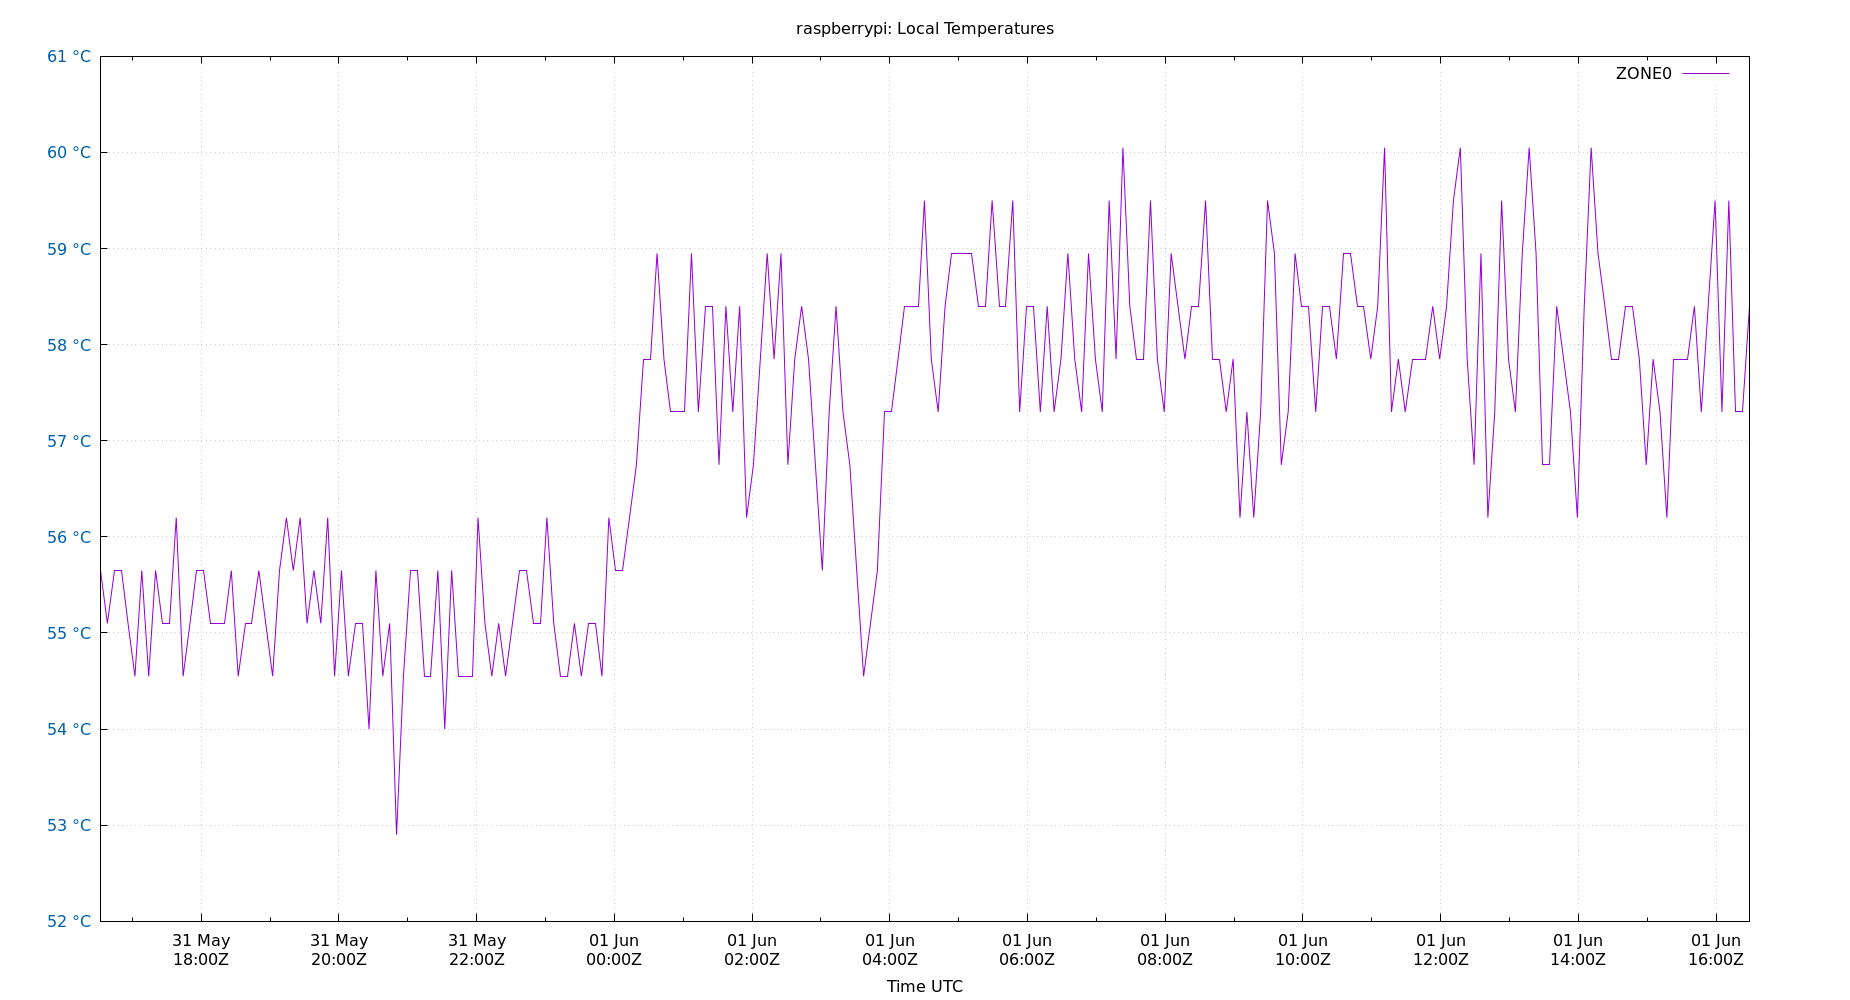 raspberrypi: Local Temperatures
61 °C
ZONE0
60 °C
59 °C
58 °C
57 °C
56 °C
55 °C
54 °C
53 °C
52 °C
31 May 31 May 31 May 01 Jun 01 Jun 01 Jun 01 Jun 01 Jun 01 Jun 01 Jun 01 Jun 01 Jun
18:00Z 20:00Z 22:00Z 00:00Z 02:00Z 04:00Z 06:00Z 08:00Z 10:00Z 12:00Z 14:00Z 16:00Z
Time UTC